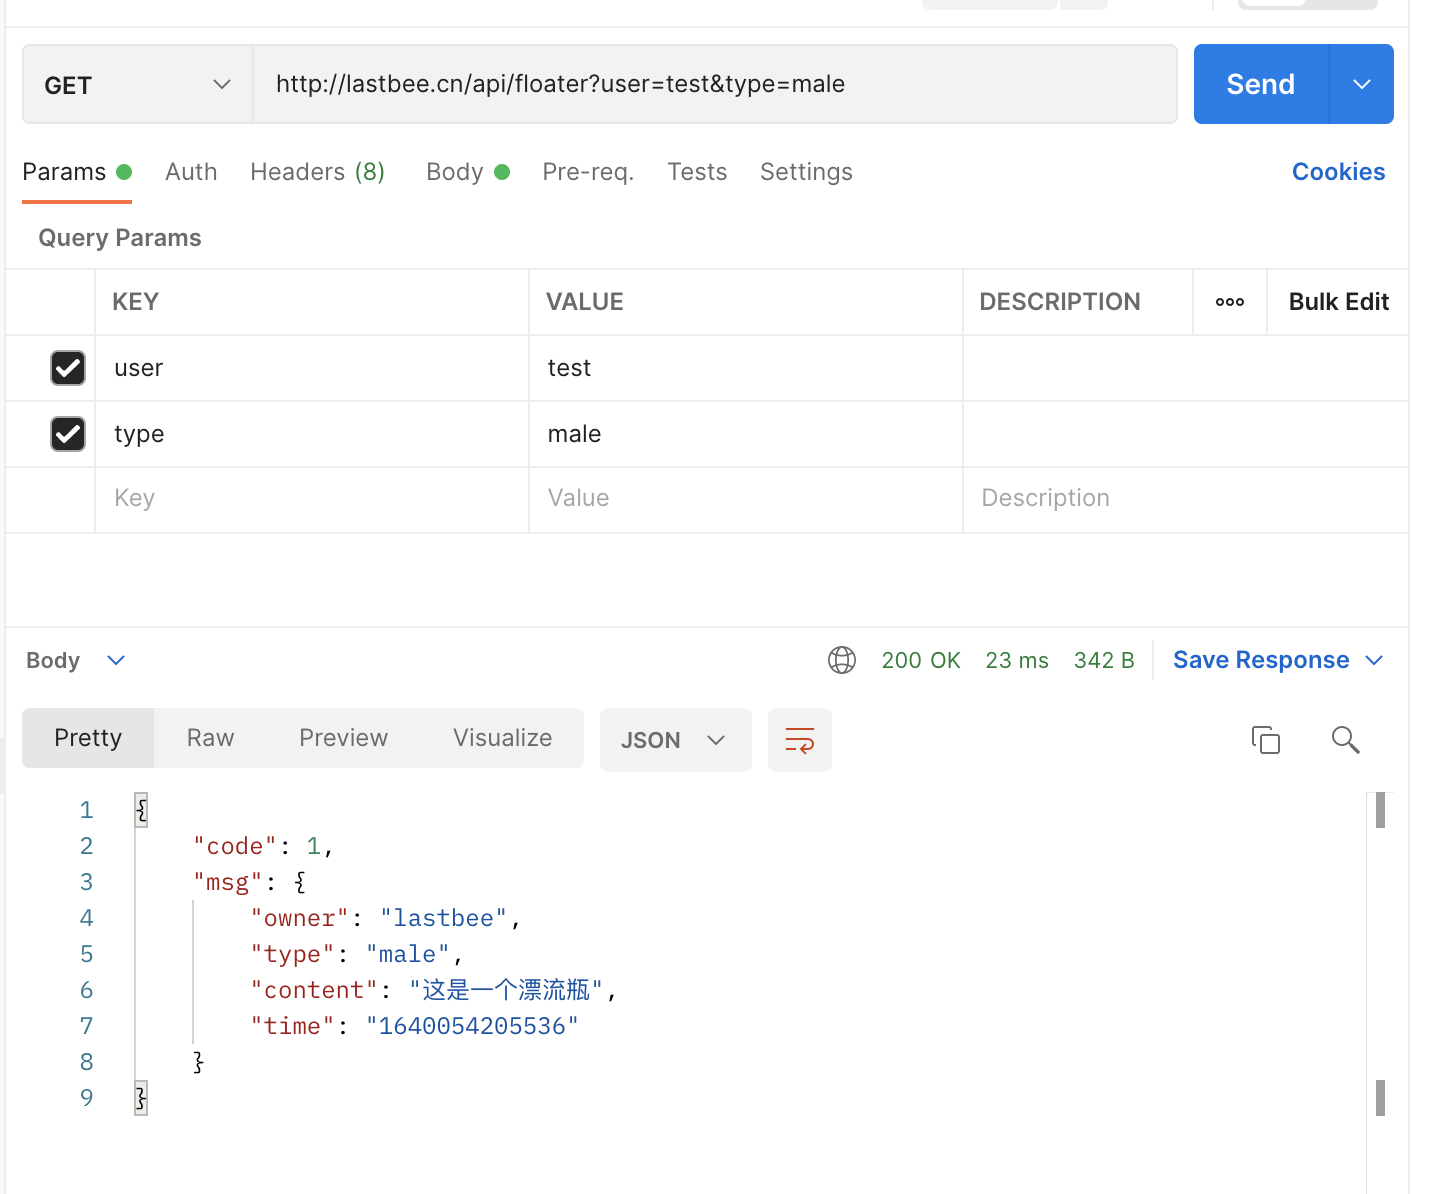 GET http://lastbee.cn/api/floater?user=test&type=male Send
Params Auth Headers (8) Body Pre-req. Tests Settings Cookies
Query Params
KEY VALUE DESCRIPTION ooo Bulk Edit
user test
type male
Key Value Description
Body 200 OK 23 ms 342 B Save Response
Pretty Raw Preview Visualize JSON
1 {
2 "code": 1,
3 "msg": {
4 "owner": "lastbee",
5 "type": "male",
6 "content": "这是一个漂流瓶",
7 "time": "1640054205536"
8 }
9 }